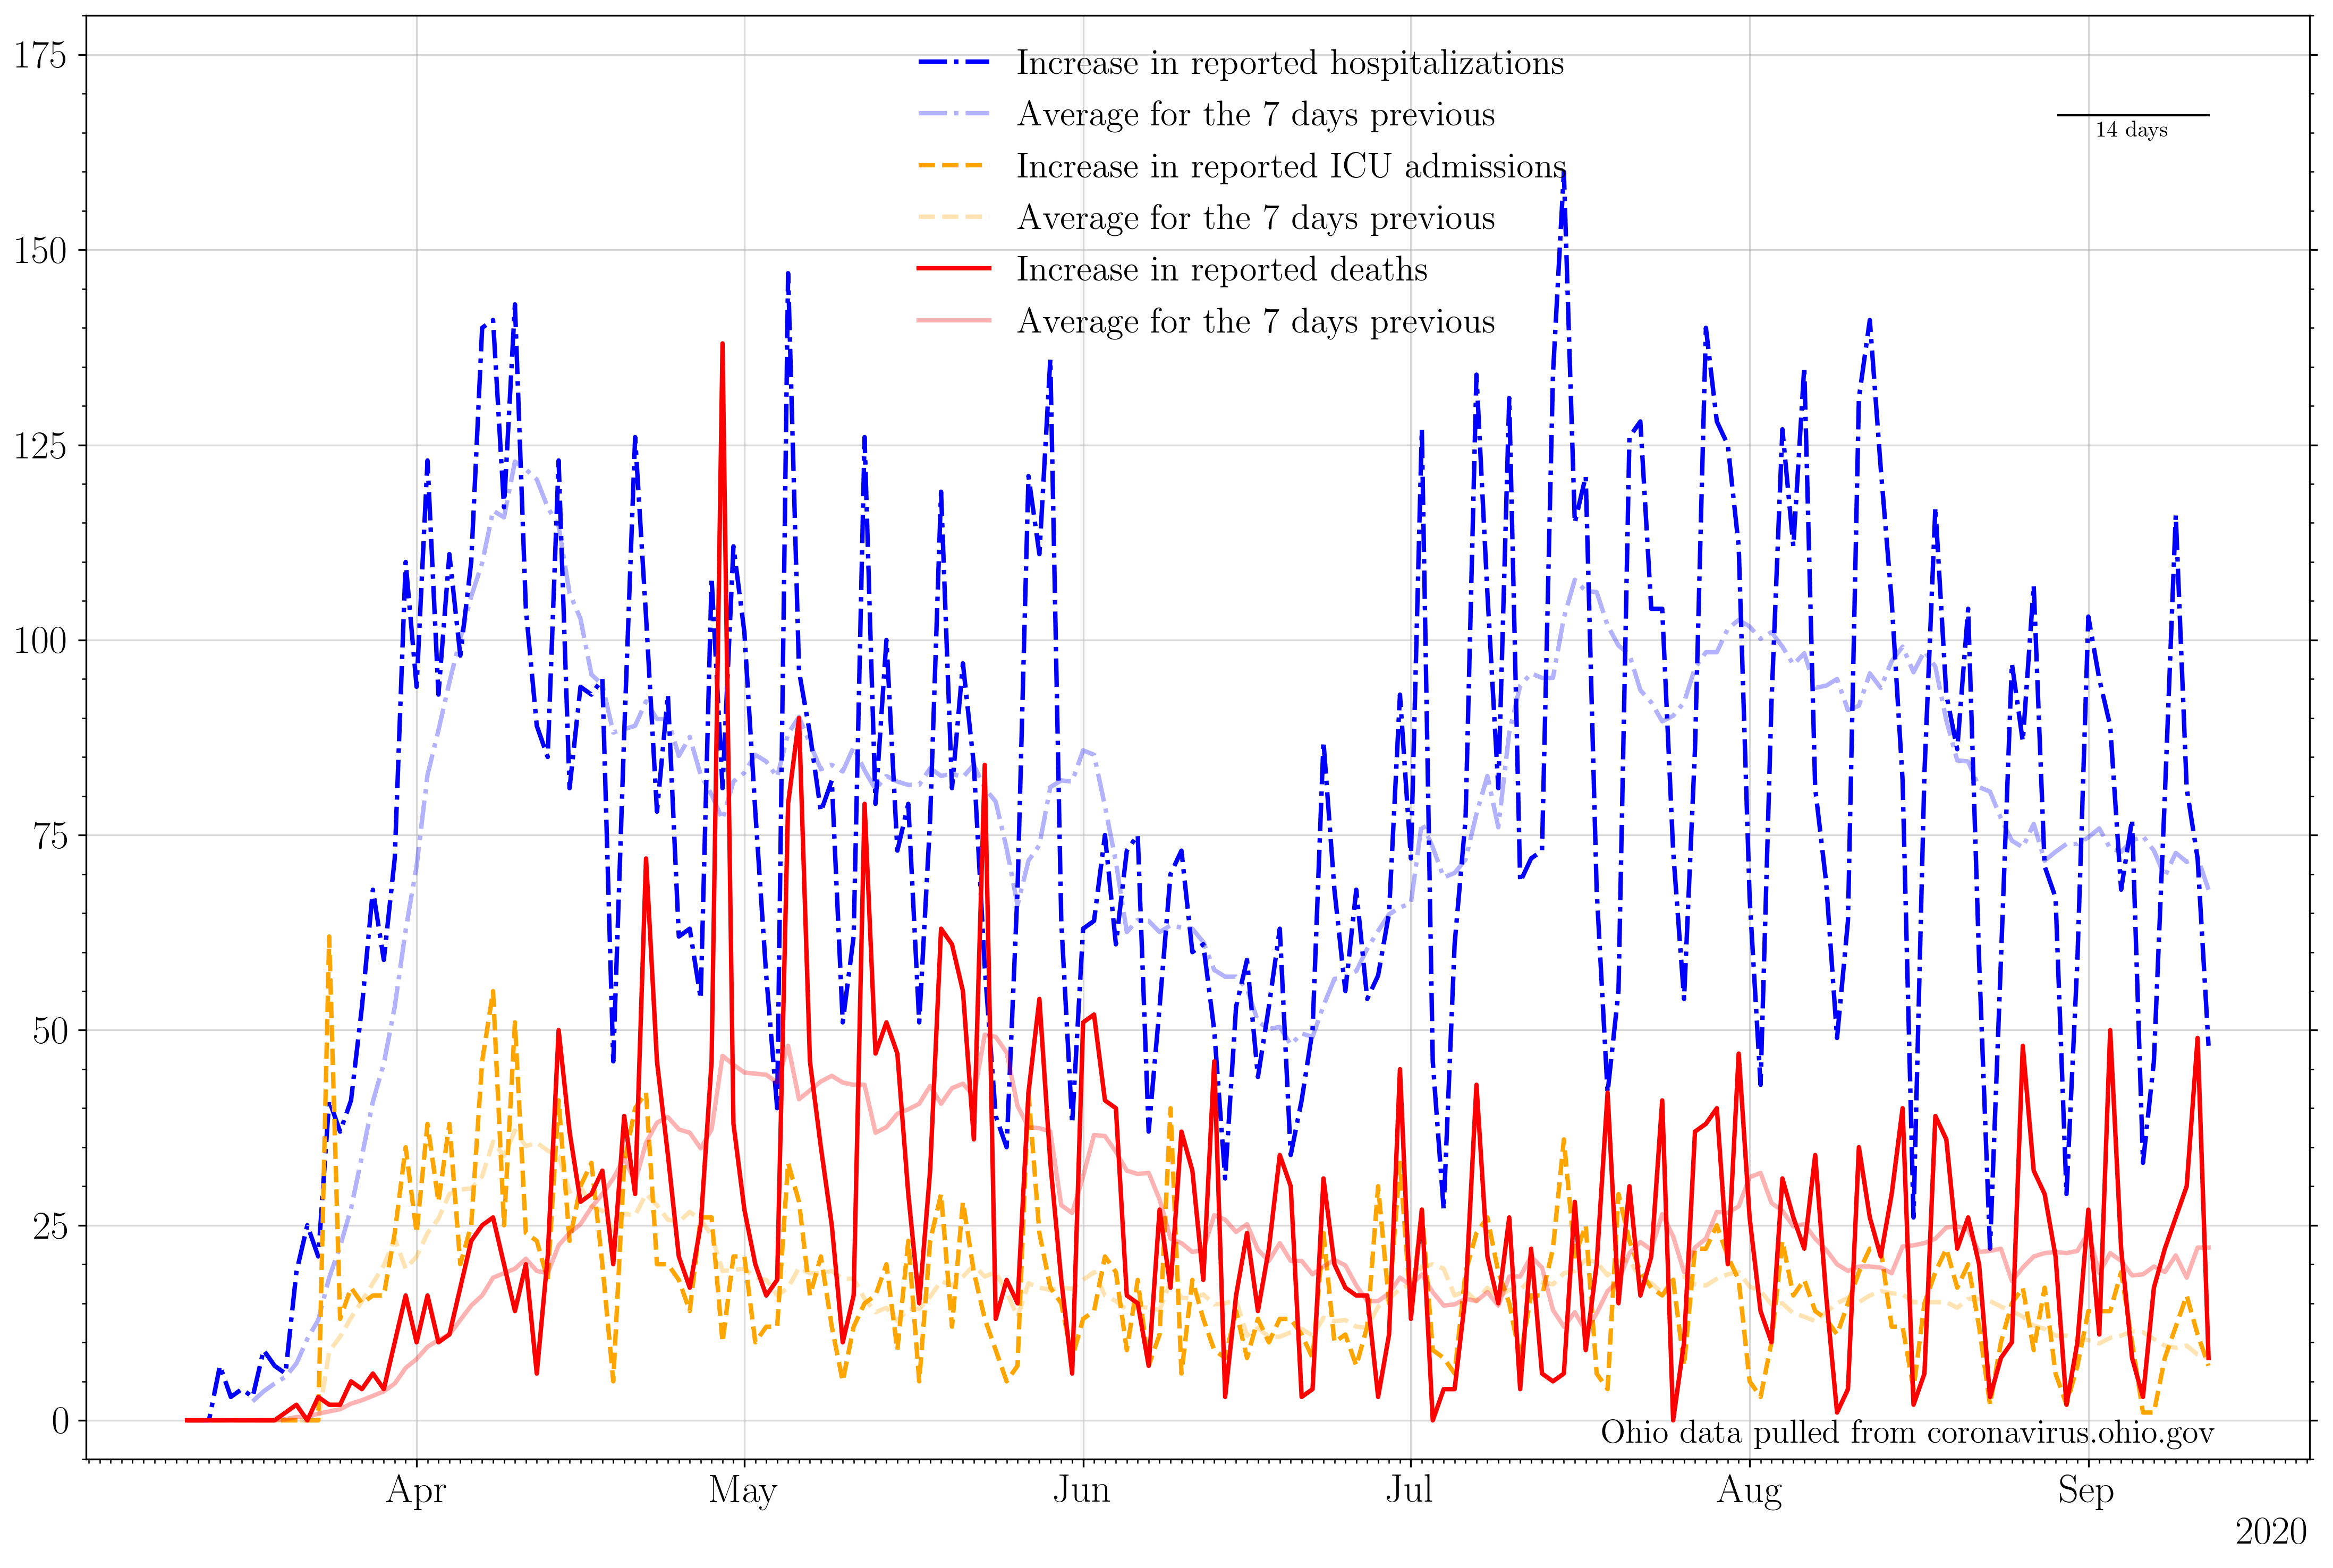 175
150
125
100
75
50
25
0
Increase in reported hospitalizations
Average for the 7 days previous
Increase in reported ICU admissions
Average for the 7 days previous
Increase in reported deaths
Average for the 7 days previous
14 days
Ohio data pulled from coronavirus.ohio.gov
Apr May Jun Jul Aug Sep
2020